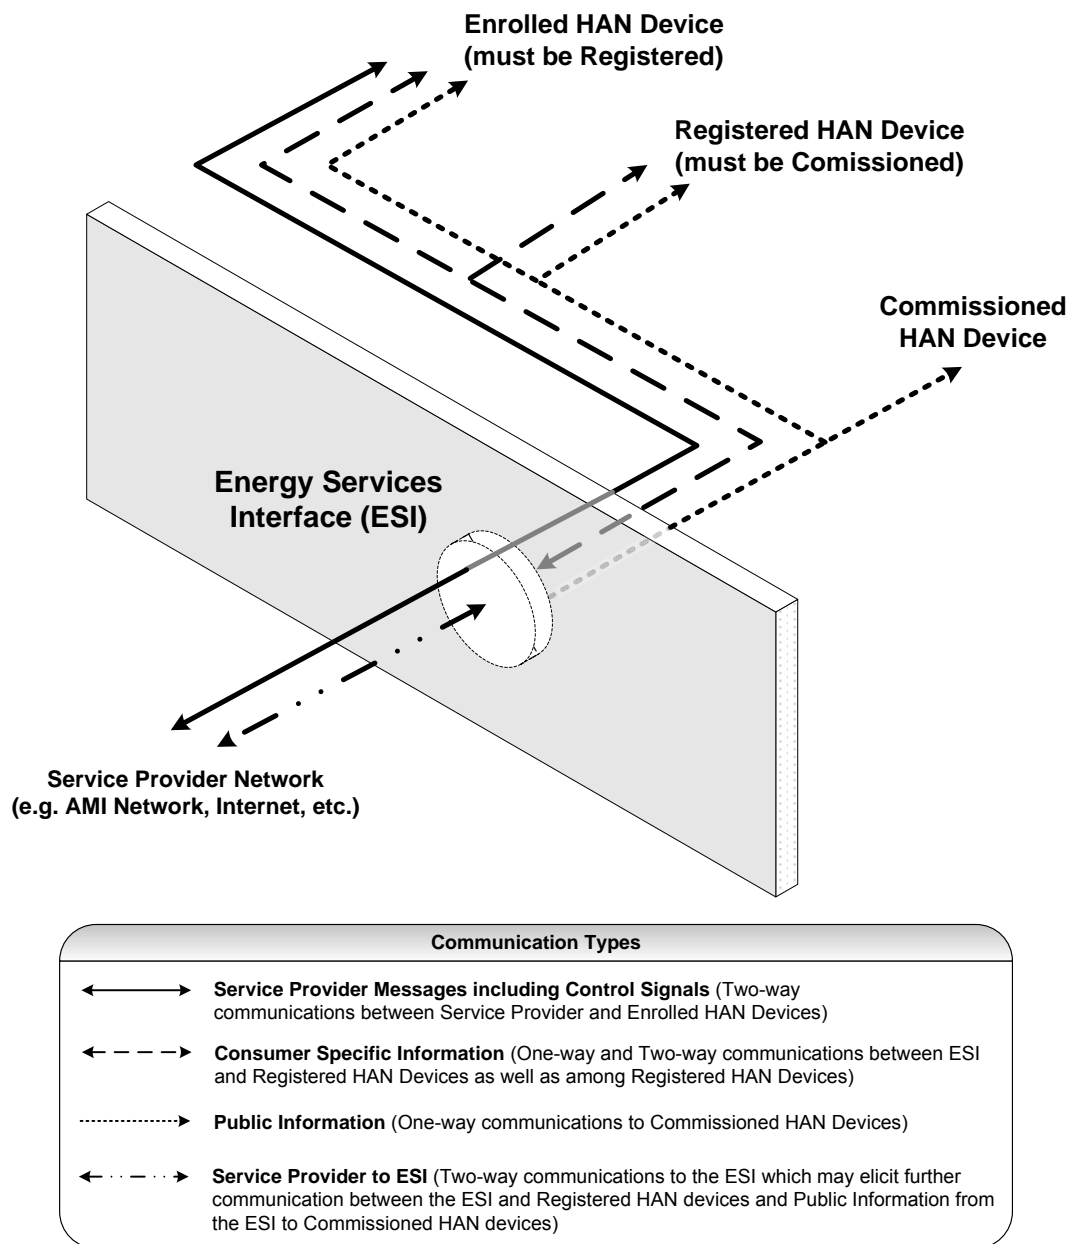 Enrolled HAN Device
(must be Registered)
Registered HAN Device
(must be Comissioned)
Commissioned
HAN Device
Energy Services
Interface (ESI)
Service Provider Network
(e.g. AMI Network, Internet, etc.)
Communication Types
Service Provider Messages including Control Signals (Two-way
communications between Service Provider and Enrolled HAN Devices)
Consumer Specific Information (One-way and Two-way communications between ESI
and Registered HAN Devices as well as among Registered HAN Devices)
Public Information (One-way communications to Commissioned HAN Devices)
Service Provider to ESI (Two-way communications to the ESI which may elicit further
communication between the ESI and Registered HAN devices and Public Information from
the ESI to Commissioned HAN devices)